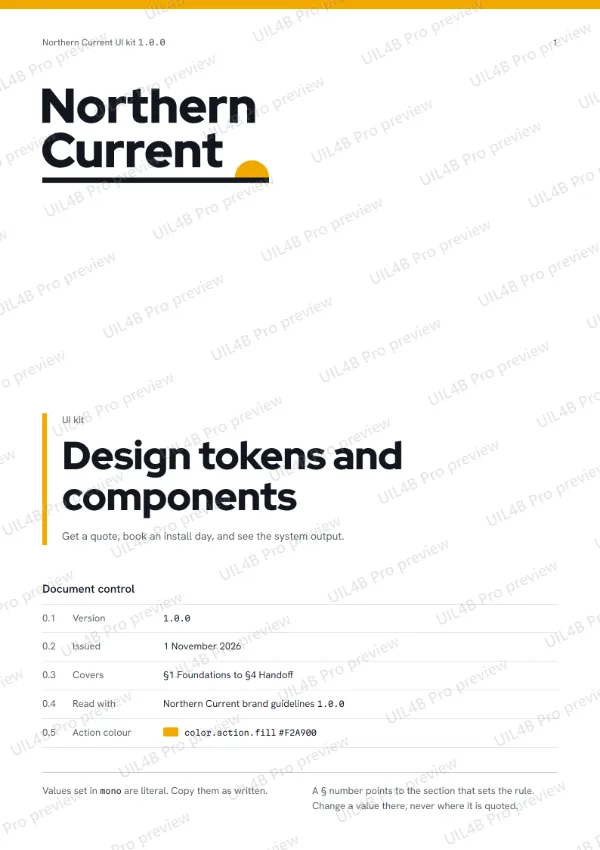 Northern Current UI kit 1.0.0
1
Northern
Current
UI kit
Design tokens and
components
Get a quote, book an install day, and see the system output.
Document control
0.1 Version 1.0.0
0.2 Issued 1 November 2026
0.3 Covers §1 Foundations to §4 Handoff
0.4 Read with Northern Current brand guidelines 1.0.0
0.5 Action colour color.action.fill #F2A900
Values set in mono are literal. Copy them as written.
A § number points to the section that sets the rule.
Change a value there, never where it is quoted.
UIL4B Pro preview